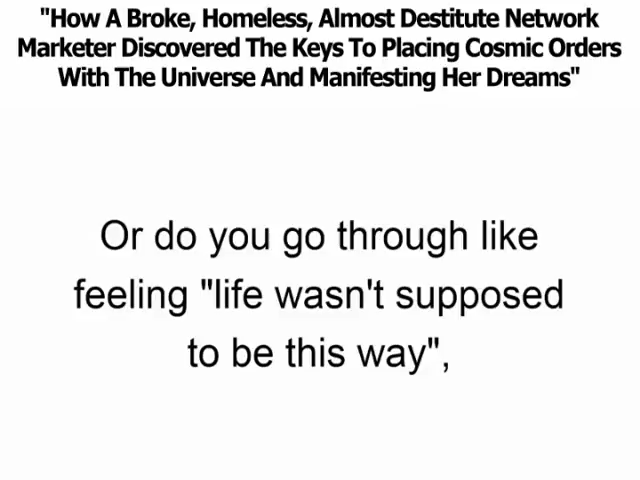 "How A Broke, Homeless, Almost Destitute Network
Marketer Discovered The Keys To Placing Cosmic Orders
With The Universe And Manifesting Her Dreams"
Or do you go through like
feeling "life wasn't supposed
to be this way",